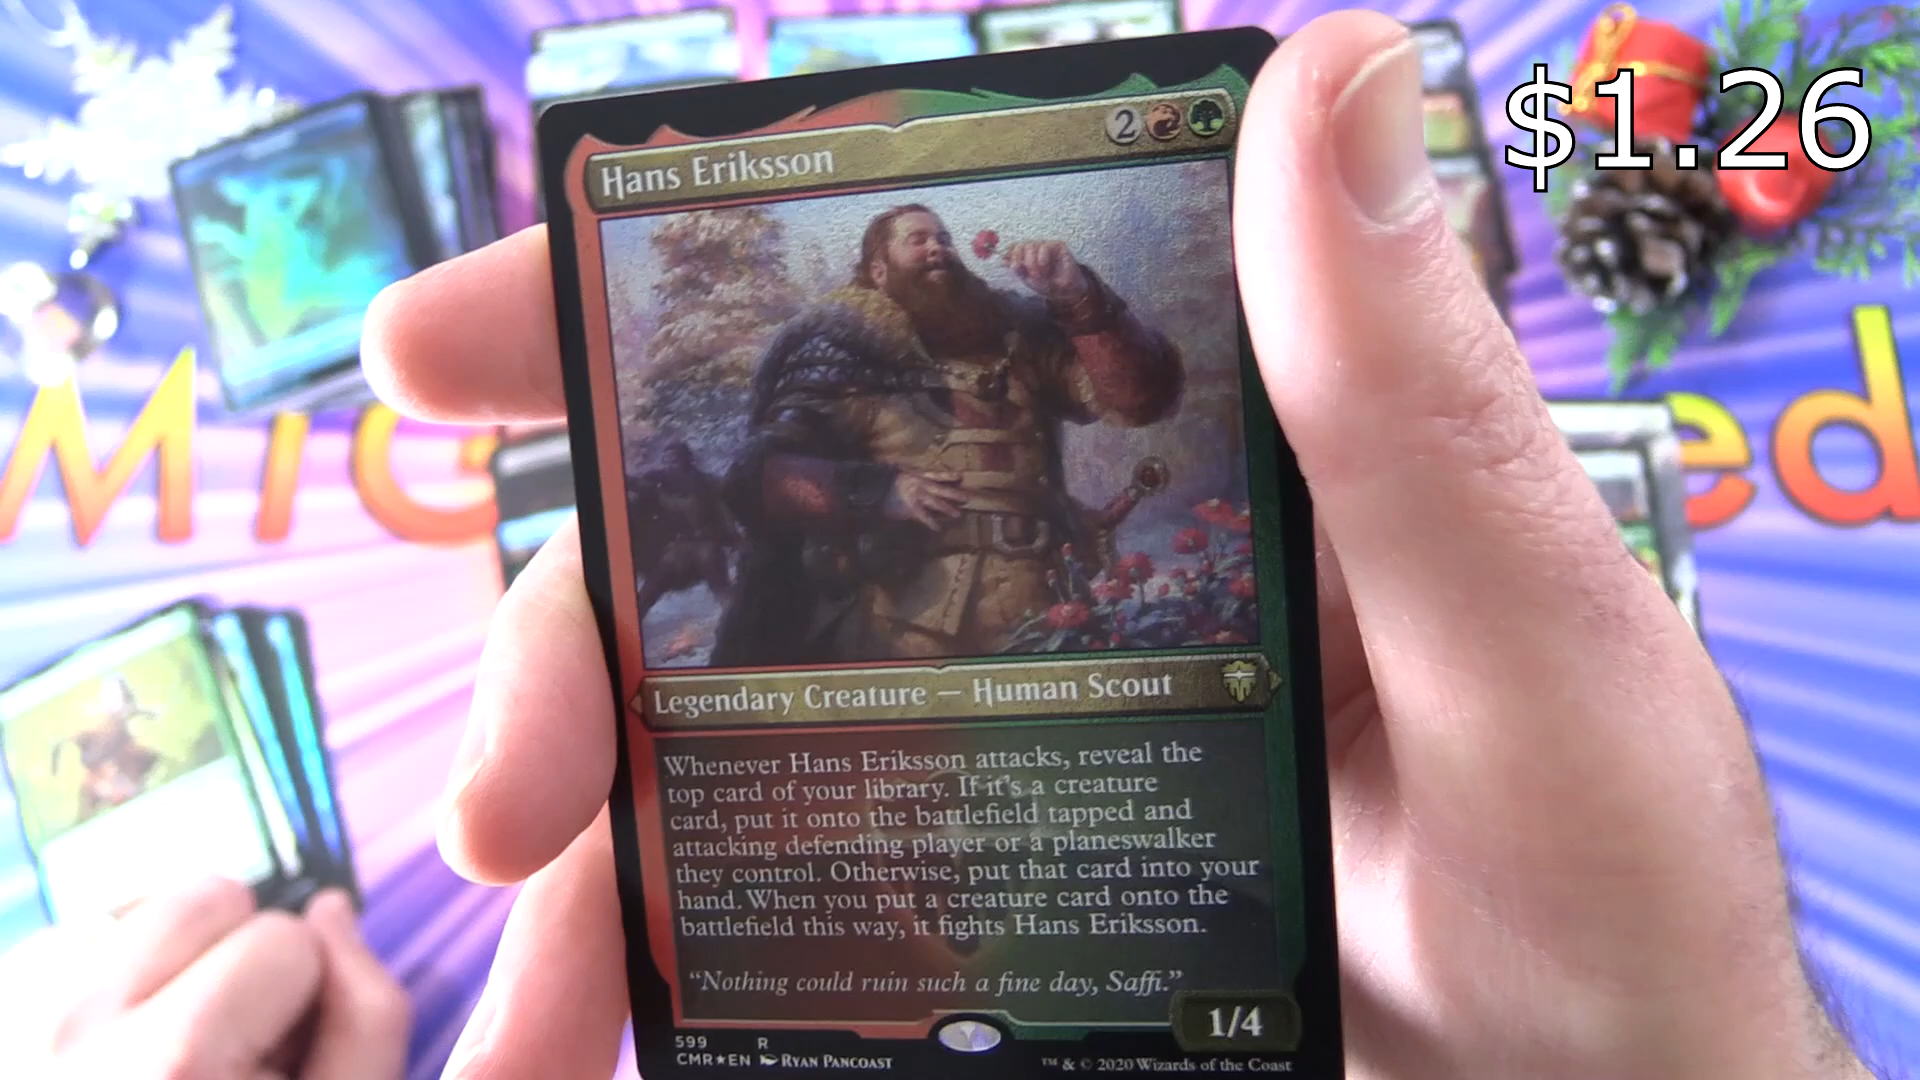 $1.26
Hans Eriksson
2
Legendary Creature — Human Scout
Whenever Hans Eriksson attacks, reveal the
top card of your library. If it's a creature
card, put it onto the battlefield tapped and
attacking defending player or a planeswalker
they control. Otherwise, put that card into your
hand. When you put a creature card onto the
battlefield this way, it fights Hans Eriksson.
"Nothing could ruin such a fine day, Saffi."
1/4
599 R
CMR★EN RYAN PANCOAST
™ & © 2020 Wizards of the Coast
MTG
ed